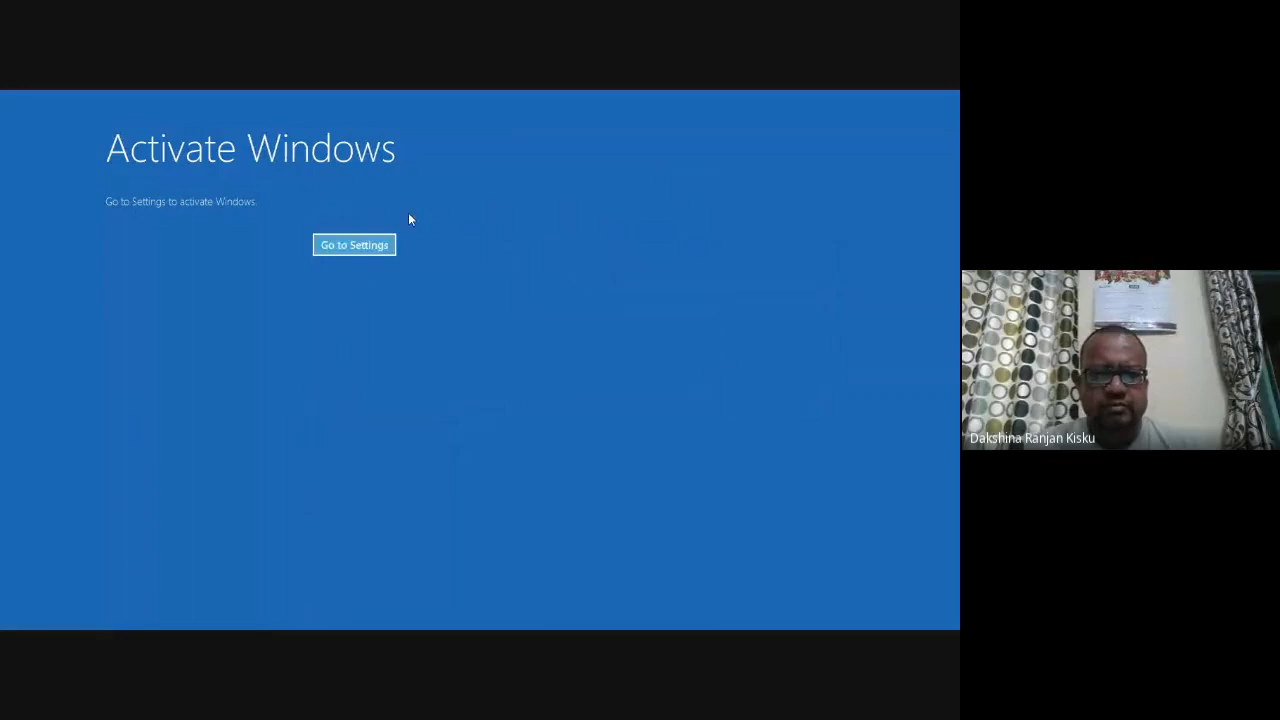 Activate Windows
Go to Settings to activate Windows.
Go to Settings
Dakshina Ranjan Kisku